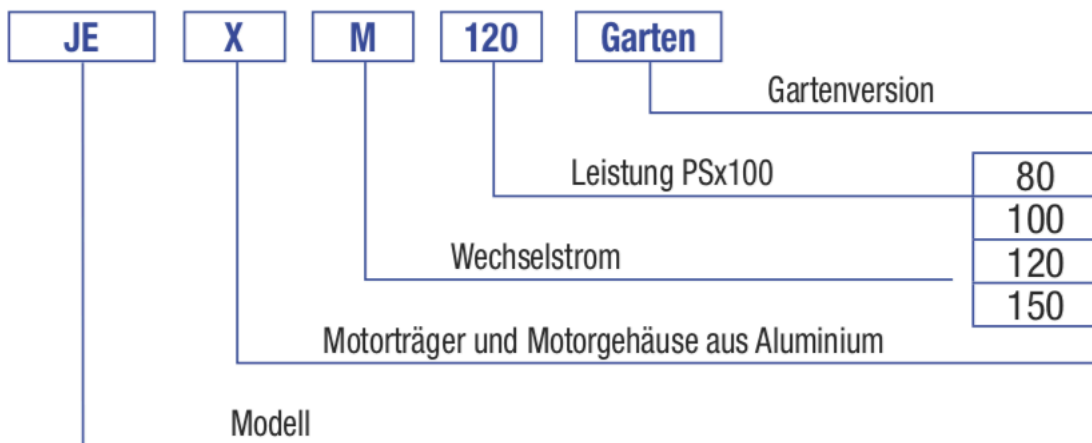 JE X M 120 Garten
Gartenversion
Leistung PSx100
80
100
Wechselstrom
120
150
Motorträger und Motorgehäuse aus Aluminium
Modell